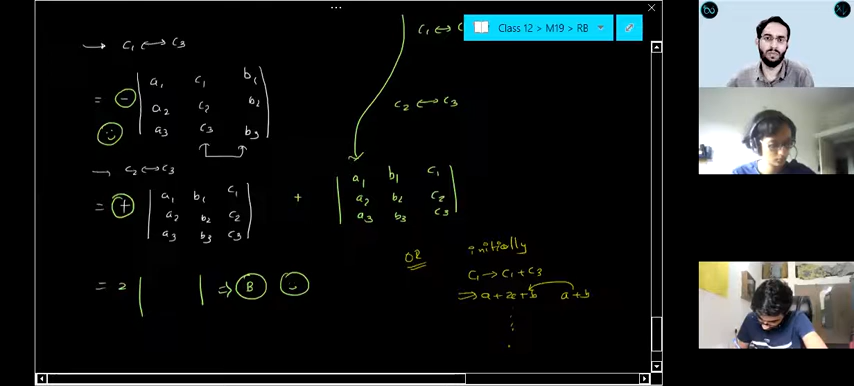 → C₁ ↔ C₃
= - | a₁ c₁ b₁ |
| a₂ c₂ b₂ |
| a₃ c₃ b₃ |
→ C₂ ↔ C₃
= + | a₁ b₁ c₁ |
| a₂ b₂ c₂ |
| a₃ b₃ c₃ |
= 2 | | ⇒ B
C₁ ↔ C
C₂ ↔ C₃
+ | a₁ b₁ c₁ |
| a₂ b₂ c₂ |
| a₃ b₃ c₃ |
OR initially
C₁ → C₁ + C₃
⇒ a + 2c + b a + b
Class 12 > M19 > RB